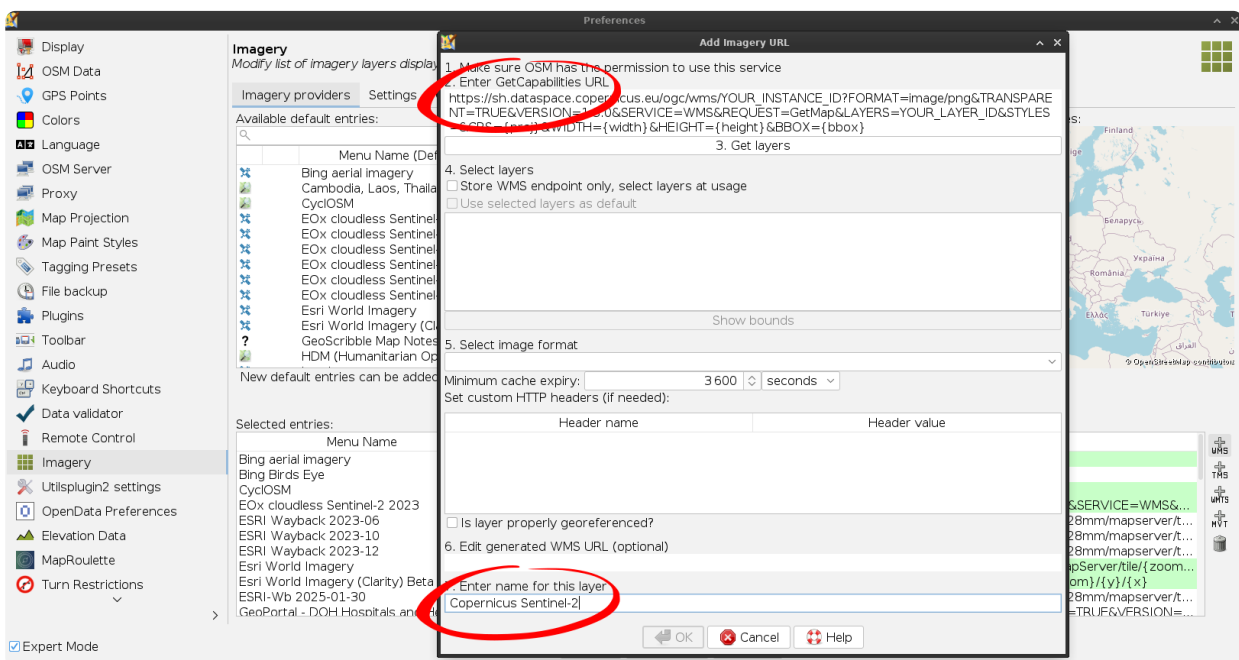 Preferences
Display
OSM Data
GPS Points
Colors
Language
OSM Server
Proxy
Map Projection
Map Paint Styles
Tagging Presets
File backup
Plugins
Toolbar
Audio
Keyboard Shortcuts
Data validator
Remote Control
Imagery
Utilsplugin2 settings
OpenData Preferences
Elevation Data
MapRoulette
Turn Restrictions
Expert Mode
Imagery
Modify list of imagery layers display
Imagery providers Settings
Available default entries:
Menu Name (Def
Bing aerial imagery
Cambodia, Laos, Thaila
CyclOSM
EOx cloudless Sentinel-
EOx cloudless Sentinel-
EOx cloudless Sentinel-
EOx cloudless Sentinel-
EOx cloudless Sentinel-
EOx cloudless Sentinel-
Esri World Imagery
Esri World Imagery (Cl
? GeoScribble Map Notes
HDM (Humanitarian Op
New default entries can be added
Selected entries:
Menu Name
Bing aerial imagery
Bing Birds Eye
CyclOSM
EOx cloudless Sentinel-2 2023
ESRI Wayback 2023-06
ESRI Wayback 2023-10
ESRI Wayback 2023-12
Esri World Imagery
Esri World Imagery (Clarity) Beta
ESRI-Wb 2025-01-30
GeoPortal - DOH Hospitals and He
Add Imagery URL
1. Make sure OSM has the permission to use this service
2. Enter GetCapabilities URL
https://sh.dataspace.copernicus.eu/ogc/wms/YOUR_INSTANCE_ID?FORMAT=image/png&TRANSPARE
NT=TRUE&VERSION=1.3.0&SERVICE=WMS&REQUEST=GetMap&LAYERS=YOUR_LAYER_ID&STYLES
=&CRS={proj}&WIDTH={width}&HEIGHT={height}&BBOX={bbox}
3. Get layers
4. Select layers
Store WMS endpoint only, select layers at usage
Use selected layers as default
Show bounds
5. Select image format
Minimum cache expiry: 3 600 seconds
Set custom HTTP headers (if needed):
Header name Header value
Is layer properly georeferenced?
6. Edit generated WMS URL (optional)
7. Enter name for this layer
Copernicus Sentinel-2
OK Cancel Help
s:
Finland
Беларусь
Україна
România
Ελλάς
Türkiye
العراق
© OpenStreetMap contributors
&SERVICE=WMS&...
28mm/mapserver/t...
28mm/mapserver/t...
28mm/mapserver/t...
apServer/tile/{zoom...
om}/{y}/{x}
28mm/mapserver/t...
=TRUE&VERSION=...
WMS
TMS
WMTS
MVT